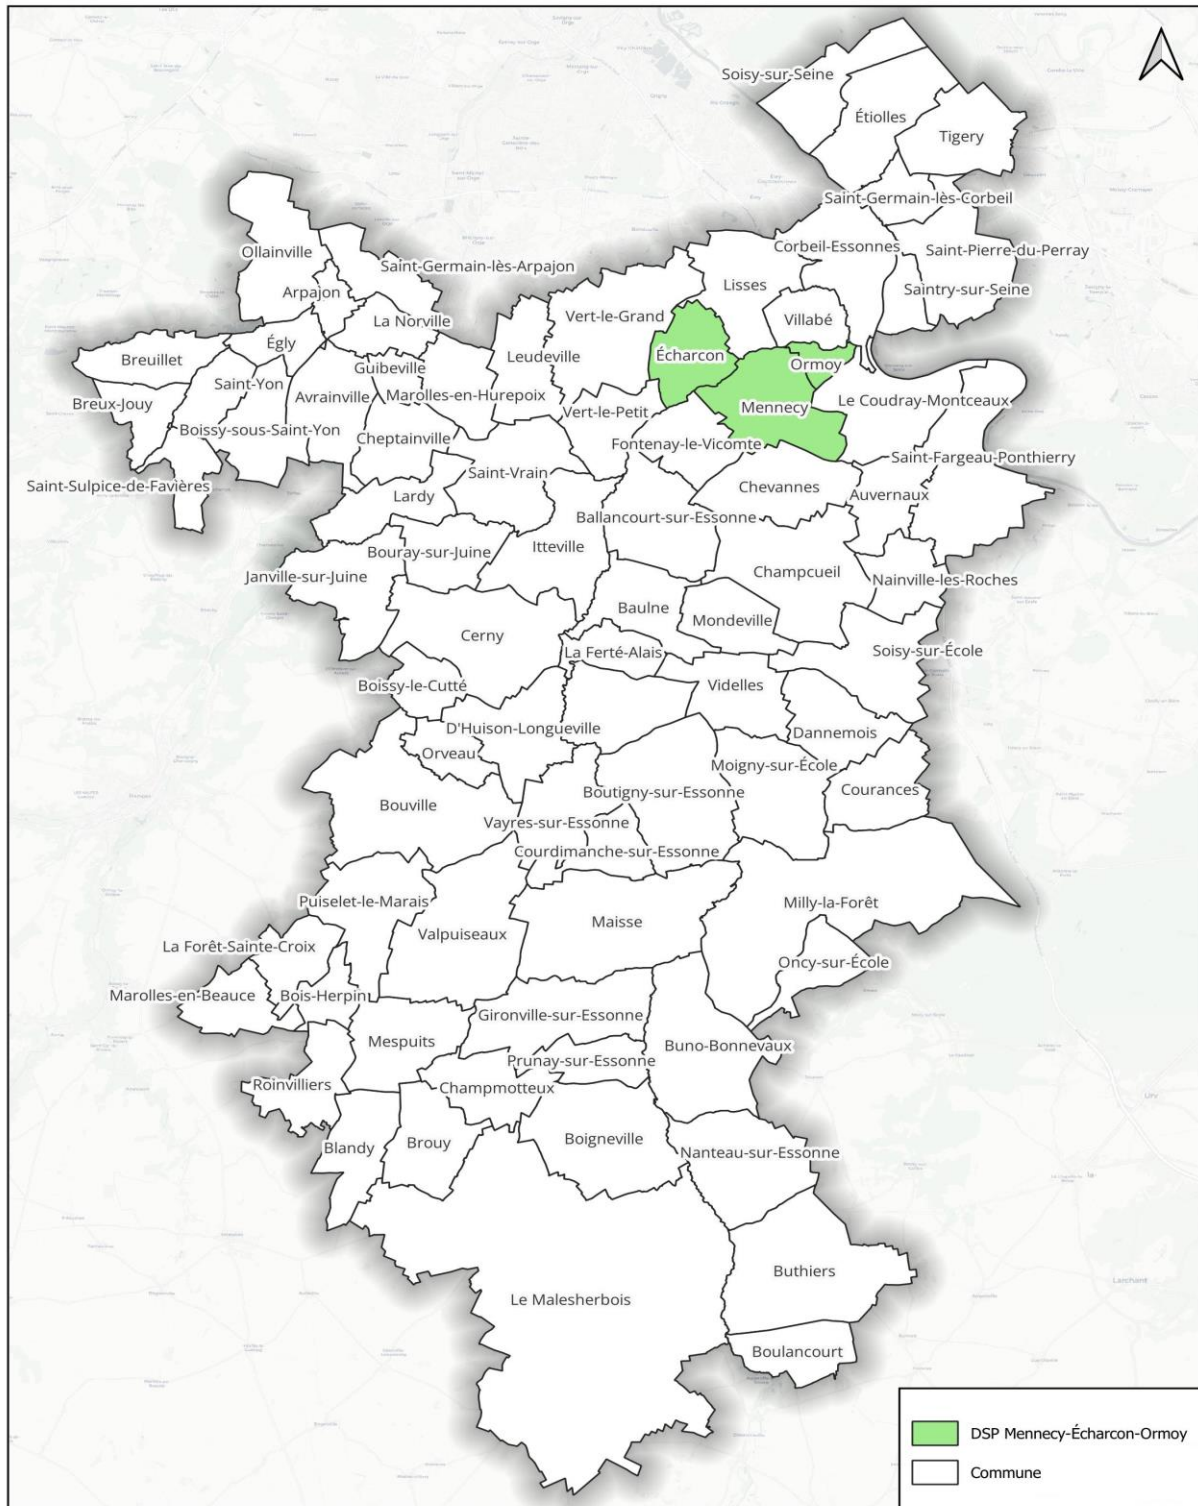 Soisy-sur-Seine
Étiolles
Tigery
Saint-Germain-lès-Corbeil
Ollainville
Corbeil-Essonnes
Saint-Pierre-du-Perray
Saint-Germain-lès-Arpajon
Lisses
Saintry-sur-Seine
Arpajon
Vert-le-Grand
Villabé
La Norville
Égly
Leudeville
Écharcon
Breuillet
Ormoy
Guibeville
Saint-Yon
Marolles-en-Hurepoix
Avrainville
Breux-Jouy
Le Coudray-Montceaux
Mennecy
Vert-le-Petit
Boissy-sous-Saint-Yon
Cheptainville
Fontenay-le-Vicomte
Saint-Fargeau-Ponthierry
Saint-Vrain
Saint-Sulpice-de-Favières
Chevannes
Lardy
Auvernaux
Ballancourt-sur-Essonne
Itteville
Bouray-sur-Juine
Champcueil
Janville-sur-Juine
Nainville-les-Roches
Baulne
Mondeville
Cerny
La Ferté-Alais
Soisy-sur-École
Boissy-le-Cutté
Videlles
D'Huison-Longueville
Dannemois
Orveau
Moigny-sur-École
Courances
Boutigny-sur-Essonne
Bouville
Vayres-sur-Essonne
Courdimanche-sur-Essonne
Puiselet-le-Marais
Milly-la-Forêt
Maisse
Valpuiseaux
La Forêt-Sainte-Croix
Oncy-sur-École
Marolles-en-Beauce
Bois-Herpin
Gironville-sur-Essonne
Mespuits
Buno-Bonnevaux
Prunay-sur-Essonne
Roinvilliers
Champmotteux
Boigneville
Brouy
Blandy
Nanteau-sur-Essonne
Buthiers
Le Malesherbois
Boulancourt
DSP Mennecy-Écharcon-Ormoy
Commune